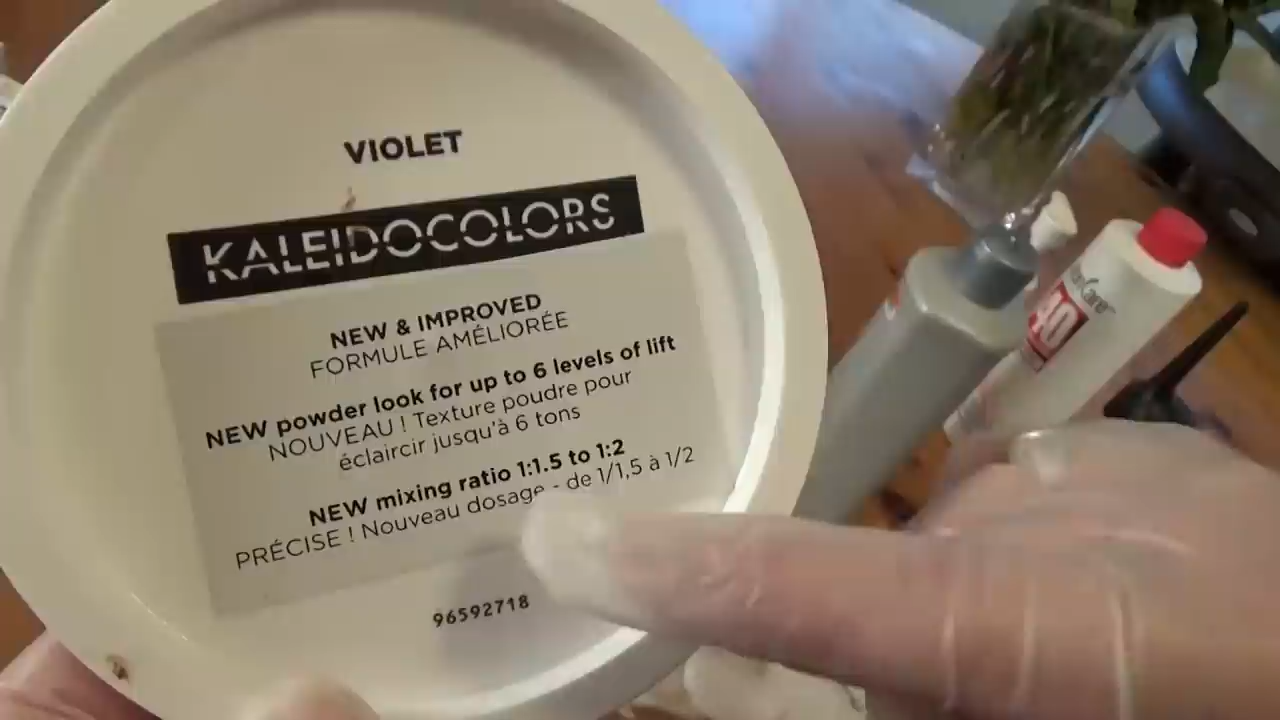 VIOLET
KALEIDOCOLORS
NEW & IMPROVED
FORMULE AMÉLIORÉE
NEW powder look for up to 6 levels of lift
NOUVEAU ! Texture poudre pour
éclaircir jusqu'à 6 tons
NEW mixing ratio 1:1.5 to 1:2
PRÉCISE ! Nouveau dosage - de 1/1,5 à 1/2
96592718
40